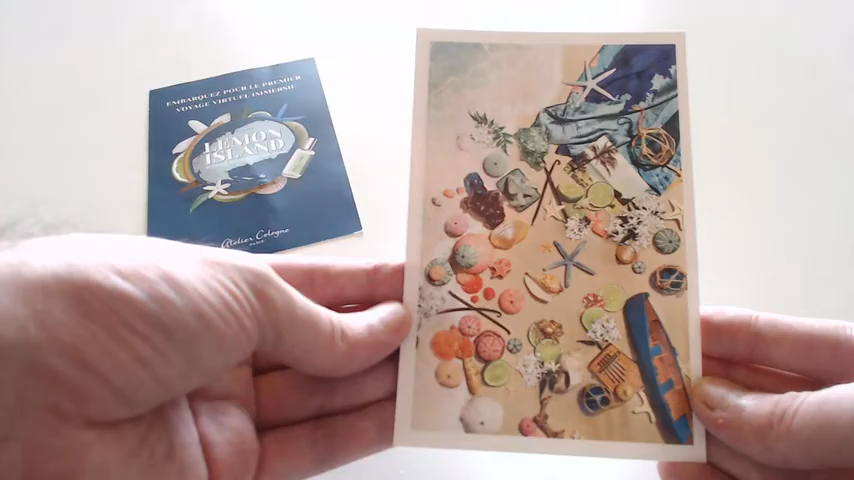 EMBARQUEZ POUR LE PREMIER
VOYAGE VIRTUEL IMMERSIF
LEMON
ISLAND
Atelier Cologne
PARIS